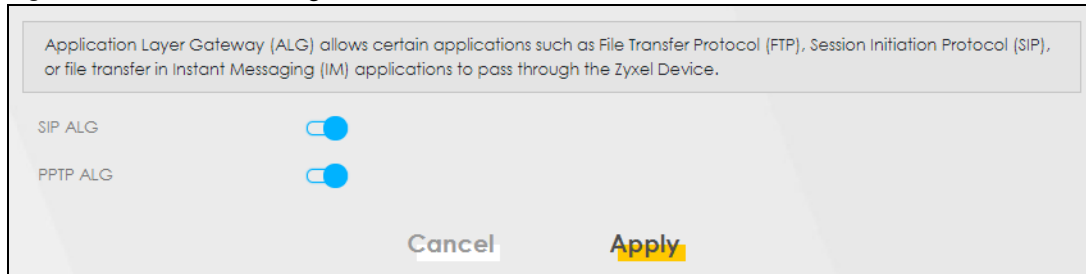 Application Layer Gateway (ALG) allows certain applications such as File Transfer Protocol (FTP), Session Initiation Protocol (SIP),
or file transfer in Instant Messaging (IM) applications to pass through the Zyxel Device.
SIP ALG
PPTP ALG
Cancel Apply